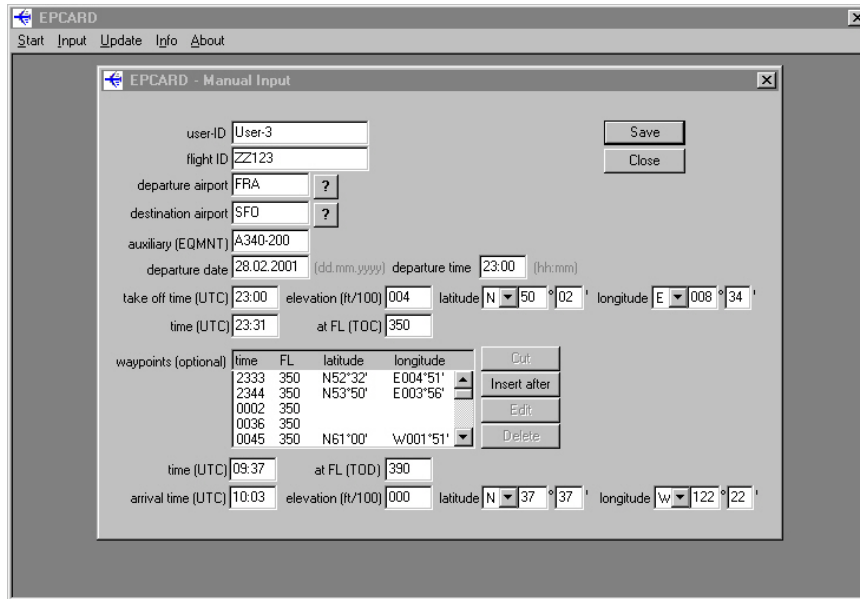 EPCARD
Start Input Update Info About
EPCARD - Manual Input
user-ID User-3 Save
flight ID ZZ123 Close
departure airport FRA ?
destination airport SFO ?
auxiliary (EQMNT) A340-200
departure date 28.02.2001 (dd.mm.yyyy) departure time 23:00 (hh:mm)
take off time (UTC) 23:00 elevation (ft/100) 004 latitude N 50 ° 02 ' longitude E 008 ° 34 '
time (UTC) 23:31 at FL (TOC) 350
waypoints (optional) time FL latitude longitude Cut
2333 350 N52°32' E004°51'
2344 350 N53°50' E003°56' Insert after
0002 350 Edit
0036 350
0045 350 N61°00' W001°51' Delete
time (UTC) 09:37 at FL (TOD) 390
arrival time (UTC) 10:03 elevation (ft/100) 000 latitude N 37 ° 37 ' longitude W 122 ° 22 '